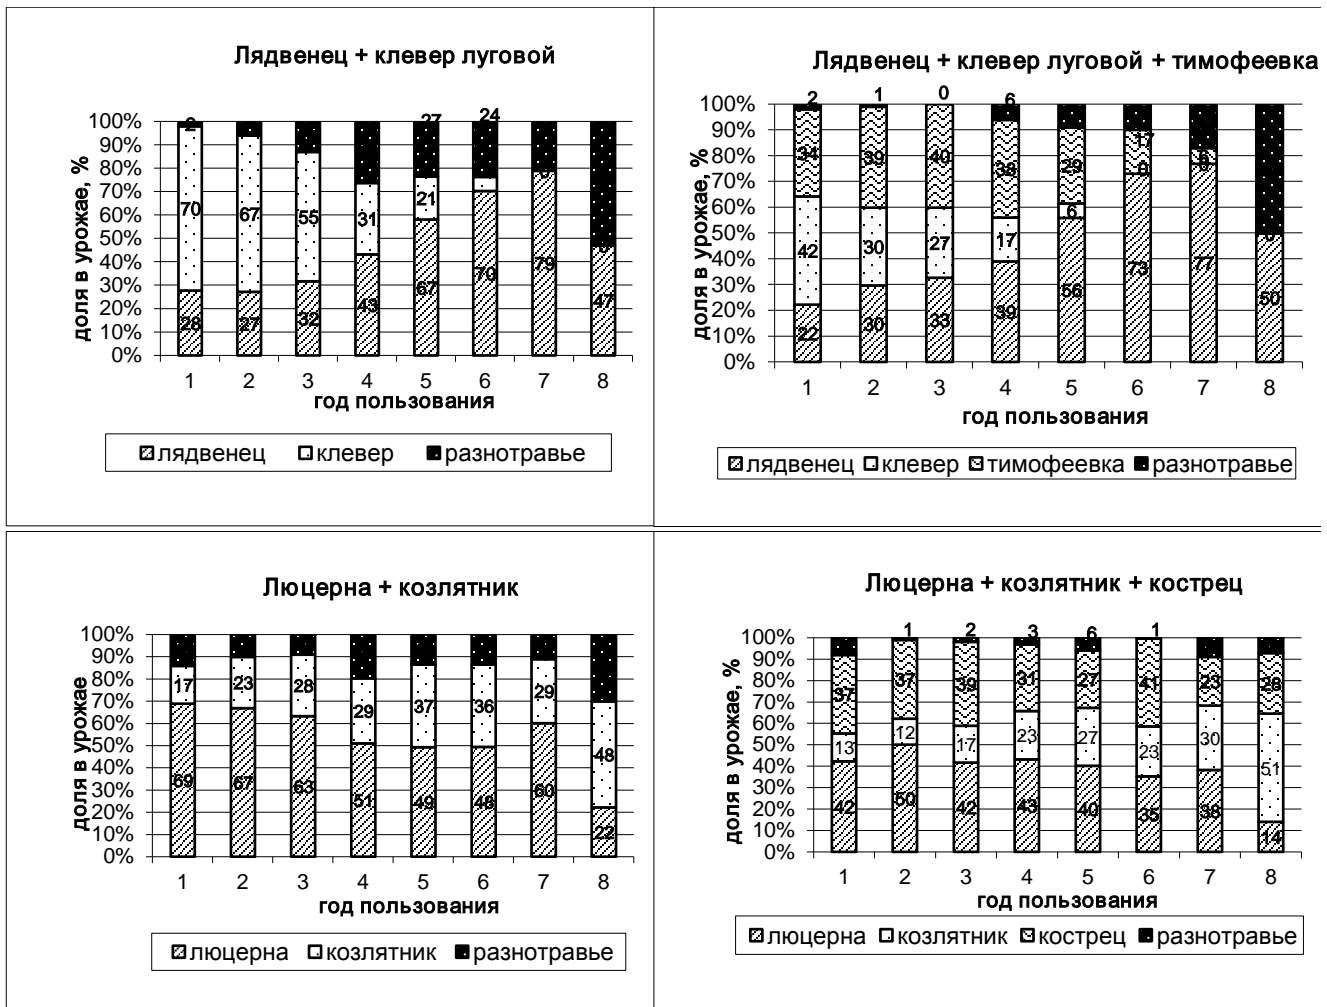 Лядвенец + клевер луговой
доля в урожае, %
100%
90%
80%
70%
60%
50%
40%
30%
20%
10%
0%
2 27 24
70 67 55 31 21 0 0
28 27 32 43 67 70 79 47
1 2 3 4 5 6 7 8
год пользования
лядвенец клевер разнотравье
Лядвенец + клевер луговой + тимофеевка
доля в урожае, %
100%
90%
80%
70%
60%
50%
40%
30%
20%
10%
0%
2 1 0 6
34 39 40 38 29 17 6
42 30 27 17 6 0 0 0
22 30 33 39 56 73 77 50
1 2 3 4 5 6 7 8
год пользования
лядвенец клевер тимофеевка разнотравье
Люцерна + козлятник
доля в урожае
100%
90%
80%
70%
60%
50%
40%
30%
20%
10%
0%
17 23 28 29 37 36 29 48
69 67 63 51 49 48 60 22
1 2 3 4 5 6 7 8
год пользования
люцерна козлятник разнотравье
Люцерна + козлятник + кострец
доля в урожае, %
100%
90%
80%
70%
60%
50%
40%
30%
20%
10%
0%
1 2 3 6 1
37 37 39 31 27 41 23 28
13 12 17 23 27 23 30 51
42 50 42 43 40 35 38 14
1 2 3 4 5 6 7 8
год пользования
люцерна козлятник кострец разнотравье